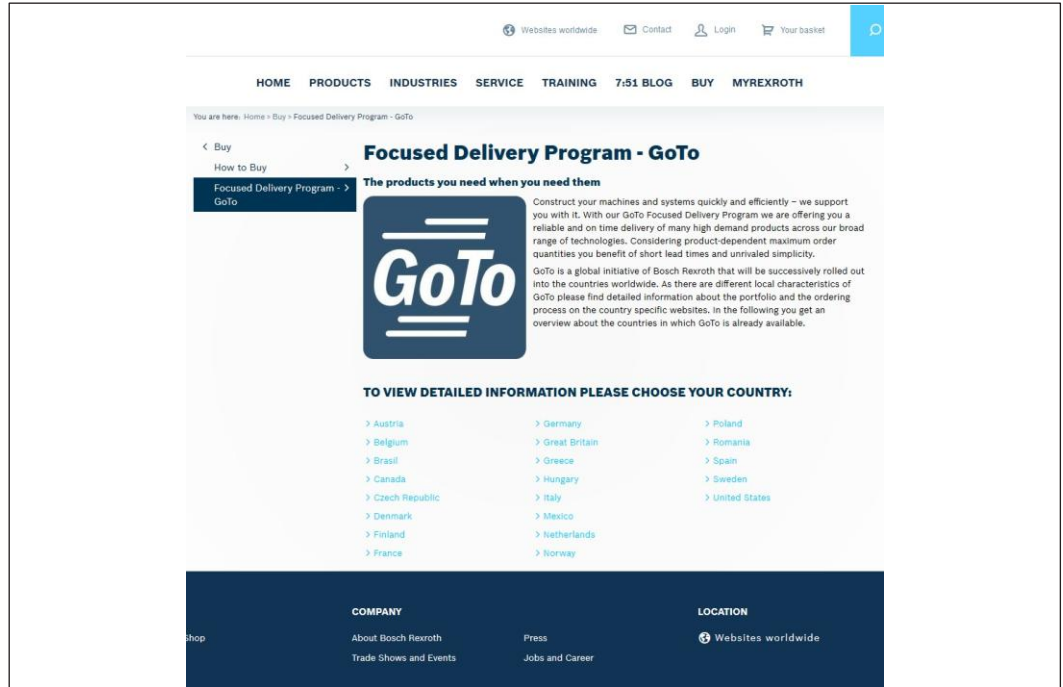 Websites worldwide
Contact
Login
Your basket
HOME
PRODUCTS
INDUSTRIES
SERVICE
TRAINING
7:51 BLOG
BUY
MYREXROTH
You are here: Home › Buy › Focused Delivery Program - GoTo
Buy
How to Buy
Focused Delivery Program -
GoTo
Focused Delivery Program - GoTo
The products you need when you need them
GoTo
Construct your machines and systems quickly and efficiently – we support
you with it. With our GoTo Focused Delivery Program we are offering you a
reliable and on time delivery of many high demand products across our broad
range of technologies. Considering product-dependent maximum order
quantities you benefit of short lead times and unrivaled simplicity.
GoTo is a global initiative of Bosch Rexroth that will be successively rolled out
into the countries worldwide. As there are different local characteristics of
GoTo please find detailed information about the portfolio and the ordering
process on the country specific websites. In the following you get an
overview about the countries in which GoTo is already available.
TO VIEW DETAILED INFORMATION PLEASE CHOOSE YOUR COUNTRY:
Austria
Belgium
Brasil
Canada
Czech Republic
Denmark
Finland
France
Germany
Great Britain
Greece
Hungary
Italy
Mexico
Netherlands
Norway
Poland
Romania
Spain
Sweden
United States
Shop
COMPANY
About Bosch Rexroth
Trade Shows and Events
Press
Jobs and Career
LOCATION
Websites worldwide